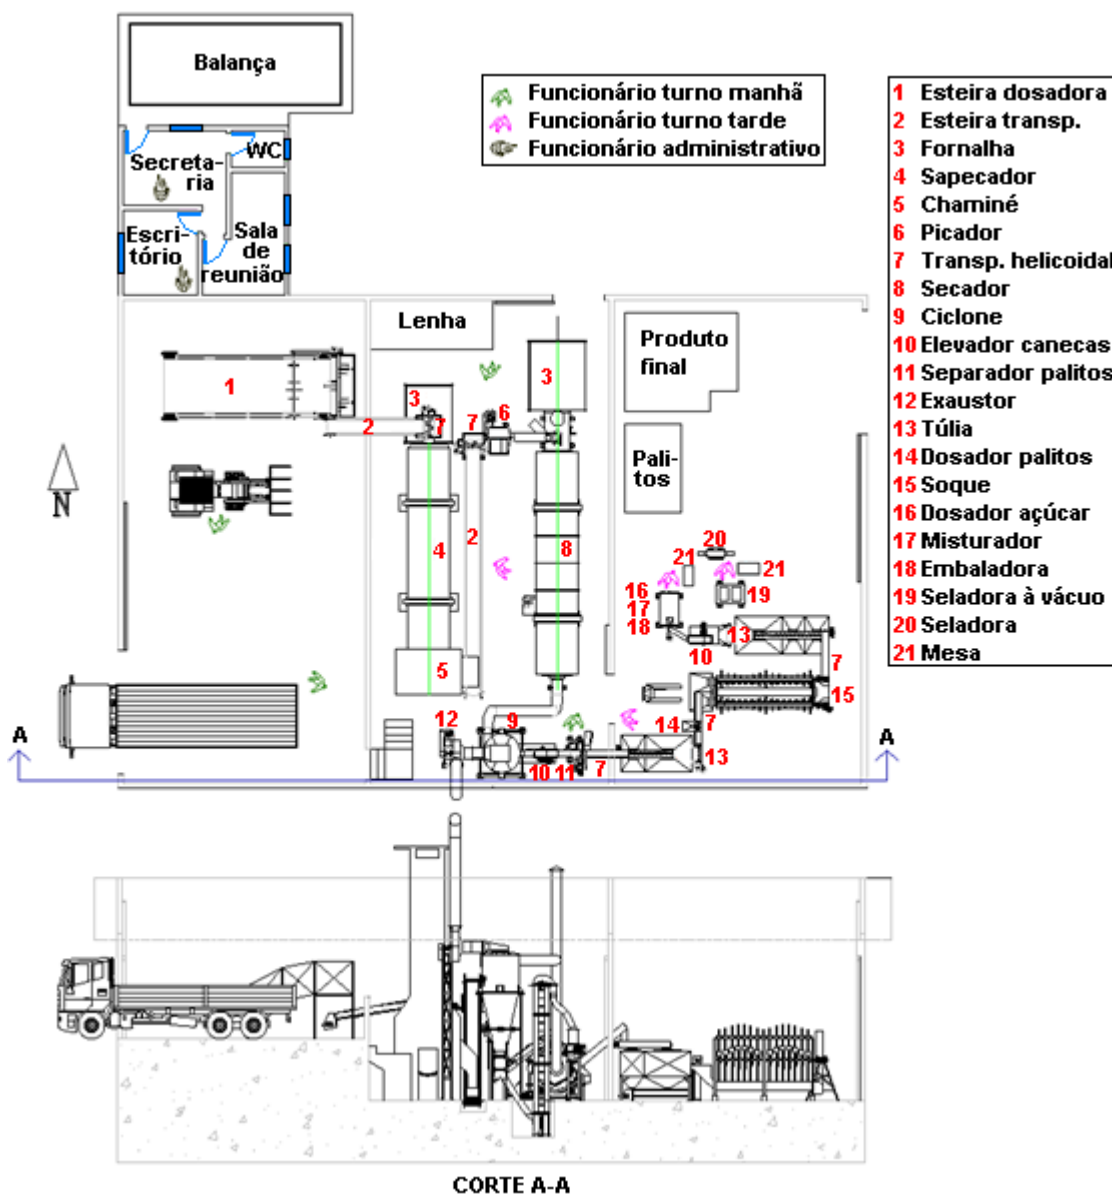 Balança
Secreta-
ria
WC
Escri-
tório
Sala
de
reunião
Funcionário turno manhã
Funcionário turno tarde
Funcionário administrativo
1 Esteira dosadora
2 Esteira transp.
3 Fornalha
4 Sapecador
5 Chaminé
6 Picador
7 Transp. helicoidal
8 Secador
9 Ciclone
10 Elevador canecas
11 Separador palitos
12 Exaustor
13 Túlia
14 Dosador palitos
15 Soque
16 Dosador açúcar
17 Misturador
18 Embaladora
19 Seladora à vácuo
20 Seladora
21 Mesa
Lenha
Produto
final
Pali-
tos
N
1
2
3
7
7
6
3
4
2
8
5
12
9
10
11
7
13
14
7
15
7
13
10
16
17
18
19
20
21
21
A
A
CORTE A-A